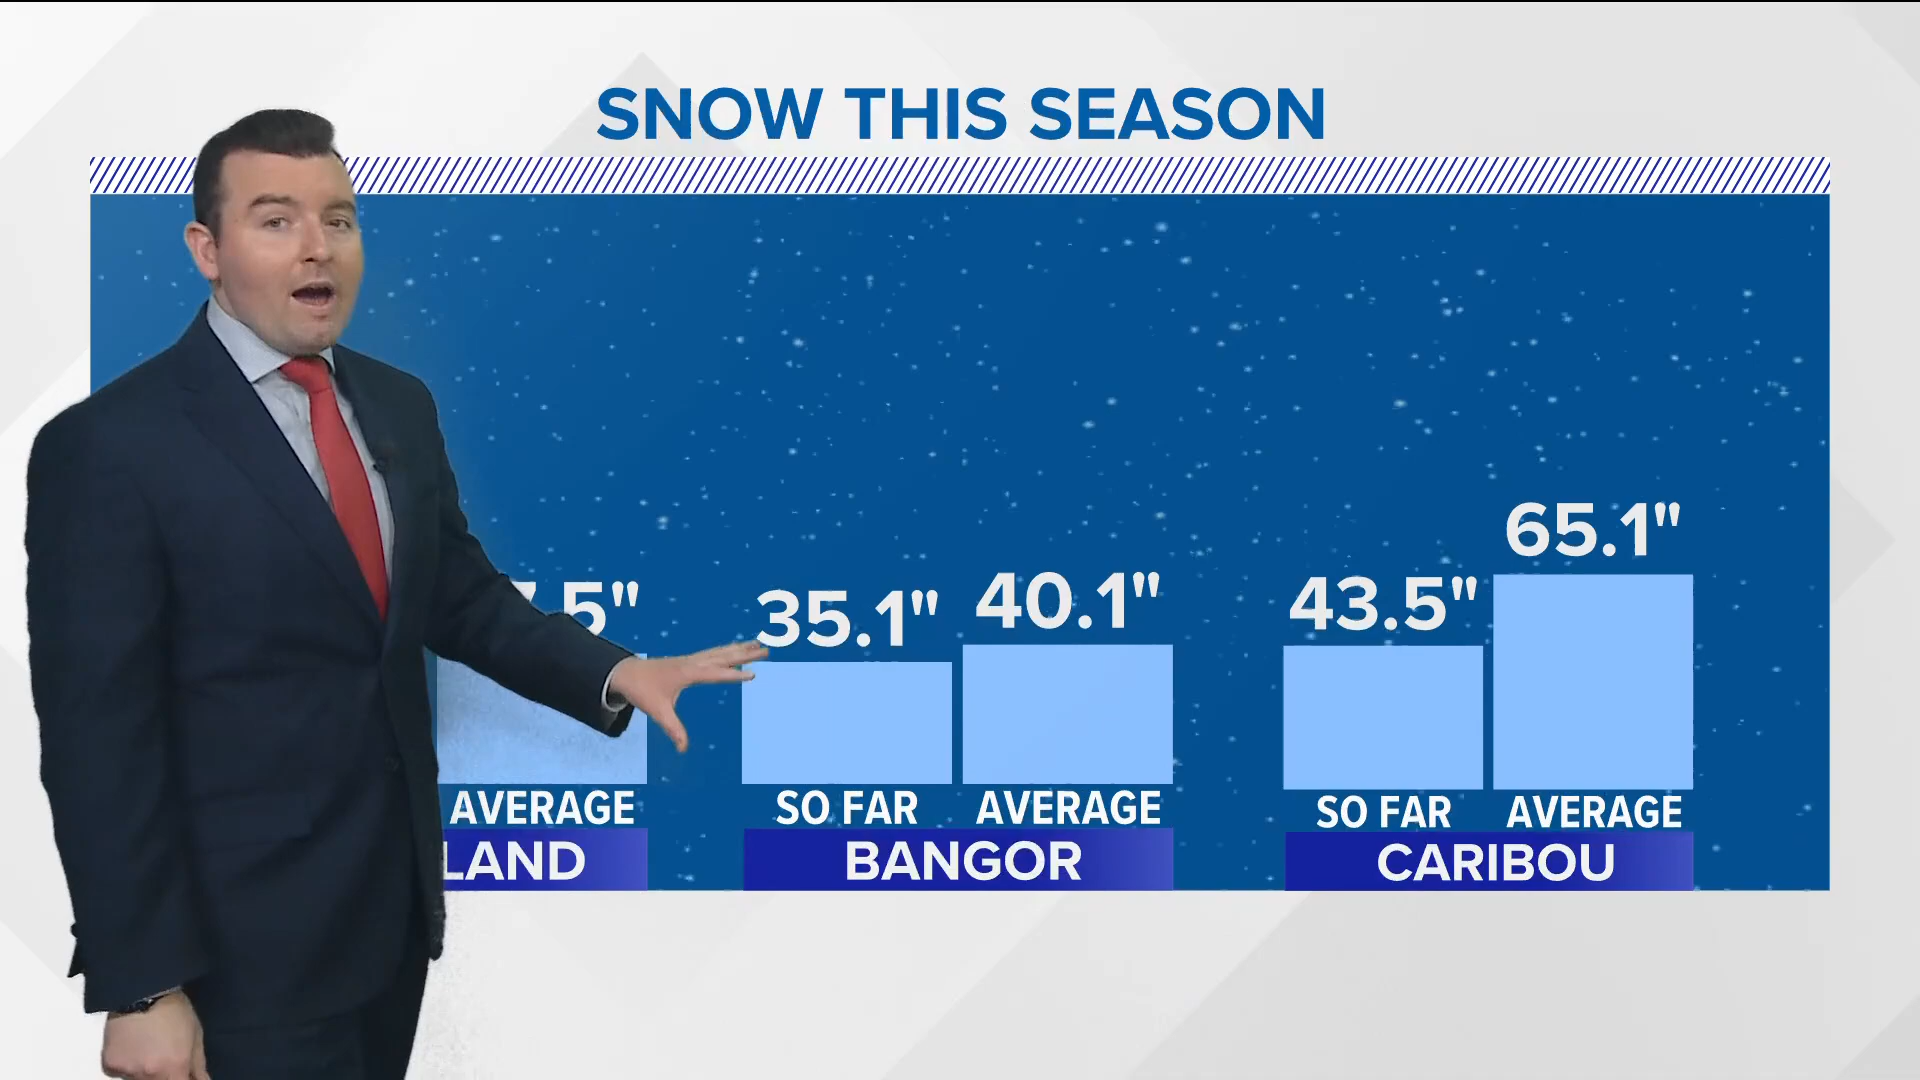 SNOW THIS SEASON
.5" 35.1" 40.1" 43.5" 65.1"
AVERAGE SO FAR AVERAGE SO FAR AVERAGE
LAND BANGOR CARIBOU